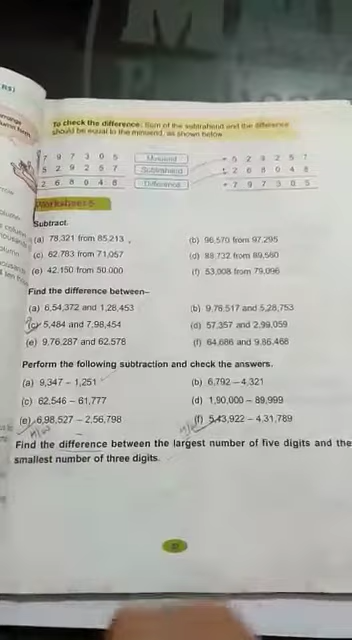 To check the difference: Sum of the subtrahend and the difference
should be equal to the minuend, as shown below.
7 9 7 3 0 5 Minuend 5 2 9 2 5 7
5 2 9 2 5 7 Subtrahend + 2 6 8 0 4 8
2 6 8 0 4 8 Difference 7 9 7 3 0 5
Worksheet 5
Subtract.
(a) 78,321 from 85,213 (b) 96,570 from 97,295
(c) 62,783 from 71,057 (d) 88,732 from 89,560
(e) 42,150 from 50,000 (f) 53,008 from 79,096
Find the difference between–
(a) 6,54,372 and 1,28,453 (b) 9,76,517 and 5,28,753
(c) 5,484 and 7,98,454 (d) 57,357 and 2,99,059
(e) 9,76,287 and 62,578 (f) 64,686 and 9,86,468
Perform the following subtraction and check the answers.
(a) 9,347 – 1,251 (b) 6,792 – 4,321
(c) 62,546 – 61,777 (d) 1,90,000 – 89,999
(e) 6,98,527 – 2,56,798 (f) 5,43,922 – 4,31,789
H/W H/W
Find the difference between the largest number of five digits and the
smallest number of three digits.